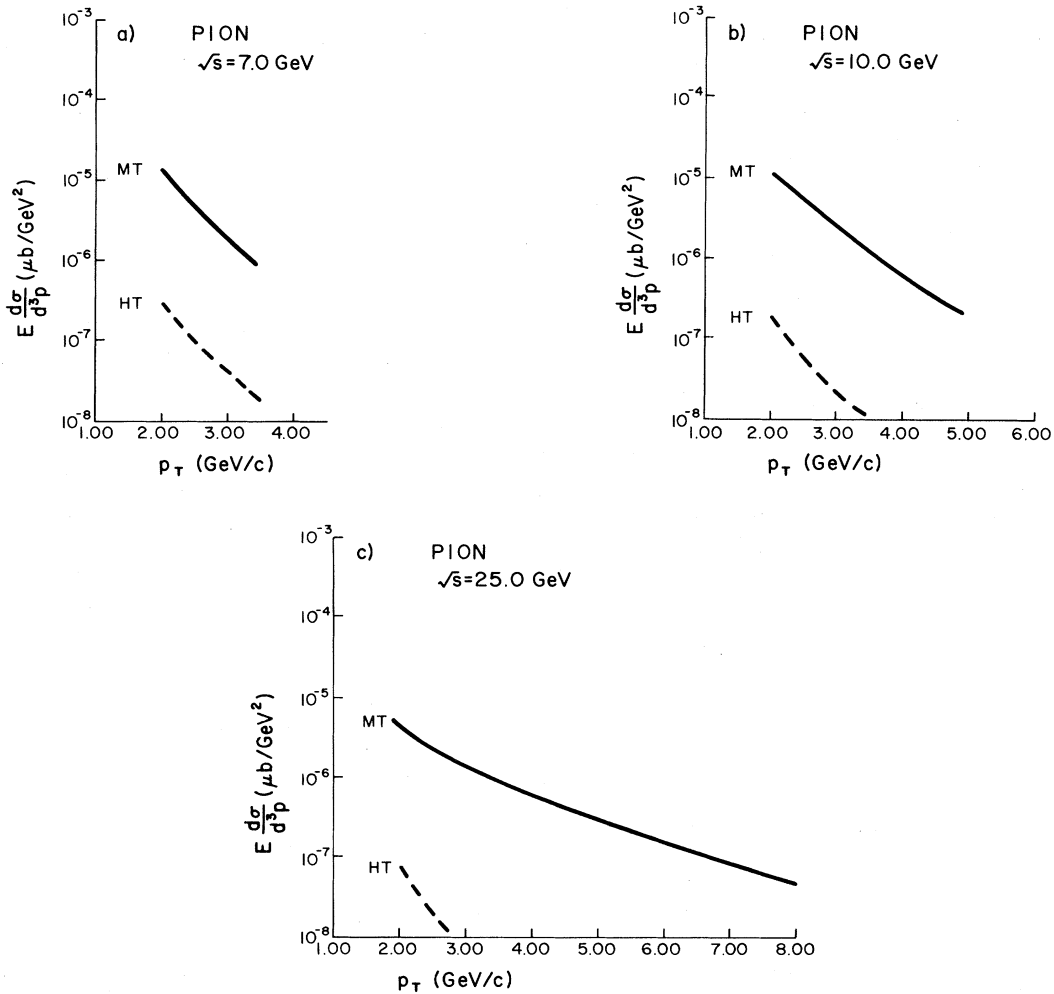 a) PION
√s=7.0 GeV
10⁻³
10⁻⁴
10⁻⁵
10⁻⁶
10⁻⁷
10⁻⁸
MT
HT
E dσ/d³p (μb/GeV²)
1.00 2.00 3.00 4.00
p_T (GeV/c)
b) PION
√s=10.0 GeV
10⁻³
10⁻⁴
10⁻⁵
10⁻⁶
10⁻⁷
10⁻⁸
MT
HT
E dσ/d³p (μb/GeV²)
1.00 2.00 3.00 4.00 5.00 6.00
p_T (GeV/c)
c) PION
√s=25.0 GeV
10⁻³
10⁻⁴
10⁻⁵
10⁻⁶
10⁻⁷
10⁻⁸
MT
HT
E dσ/d³p (μb/GeV²)
1.00 2.00 3.00 4.00 5.00 6.00 7.00 8.00
p_T (GeV/c)